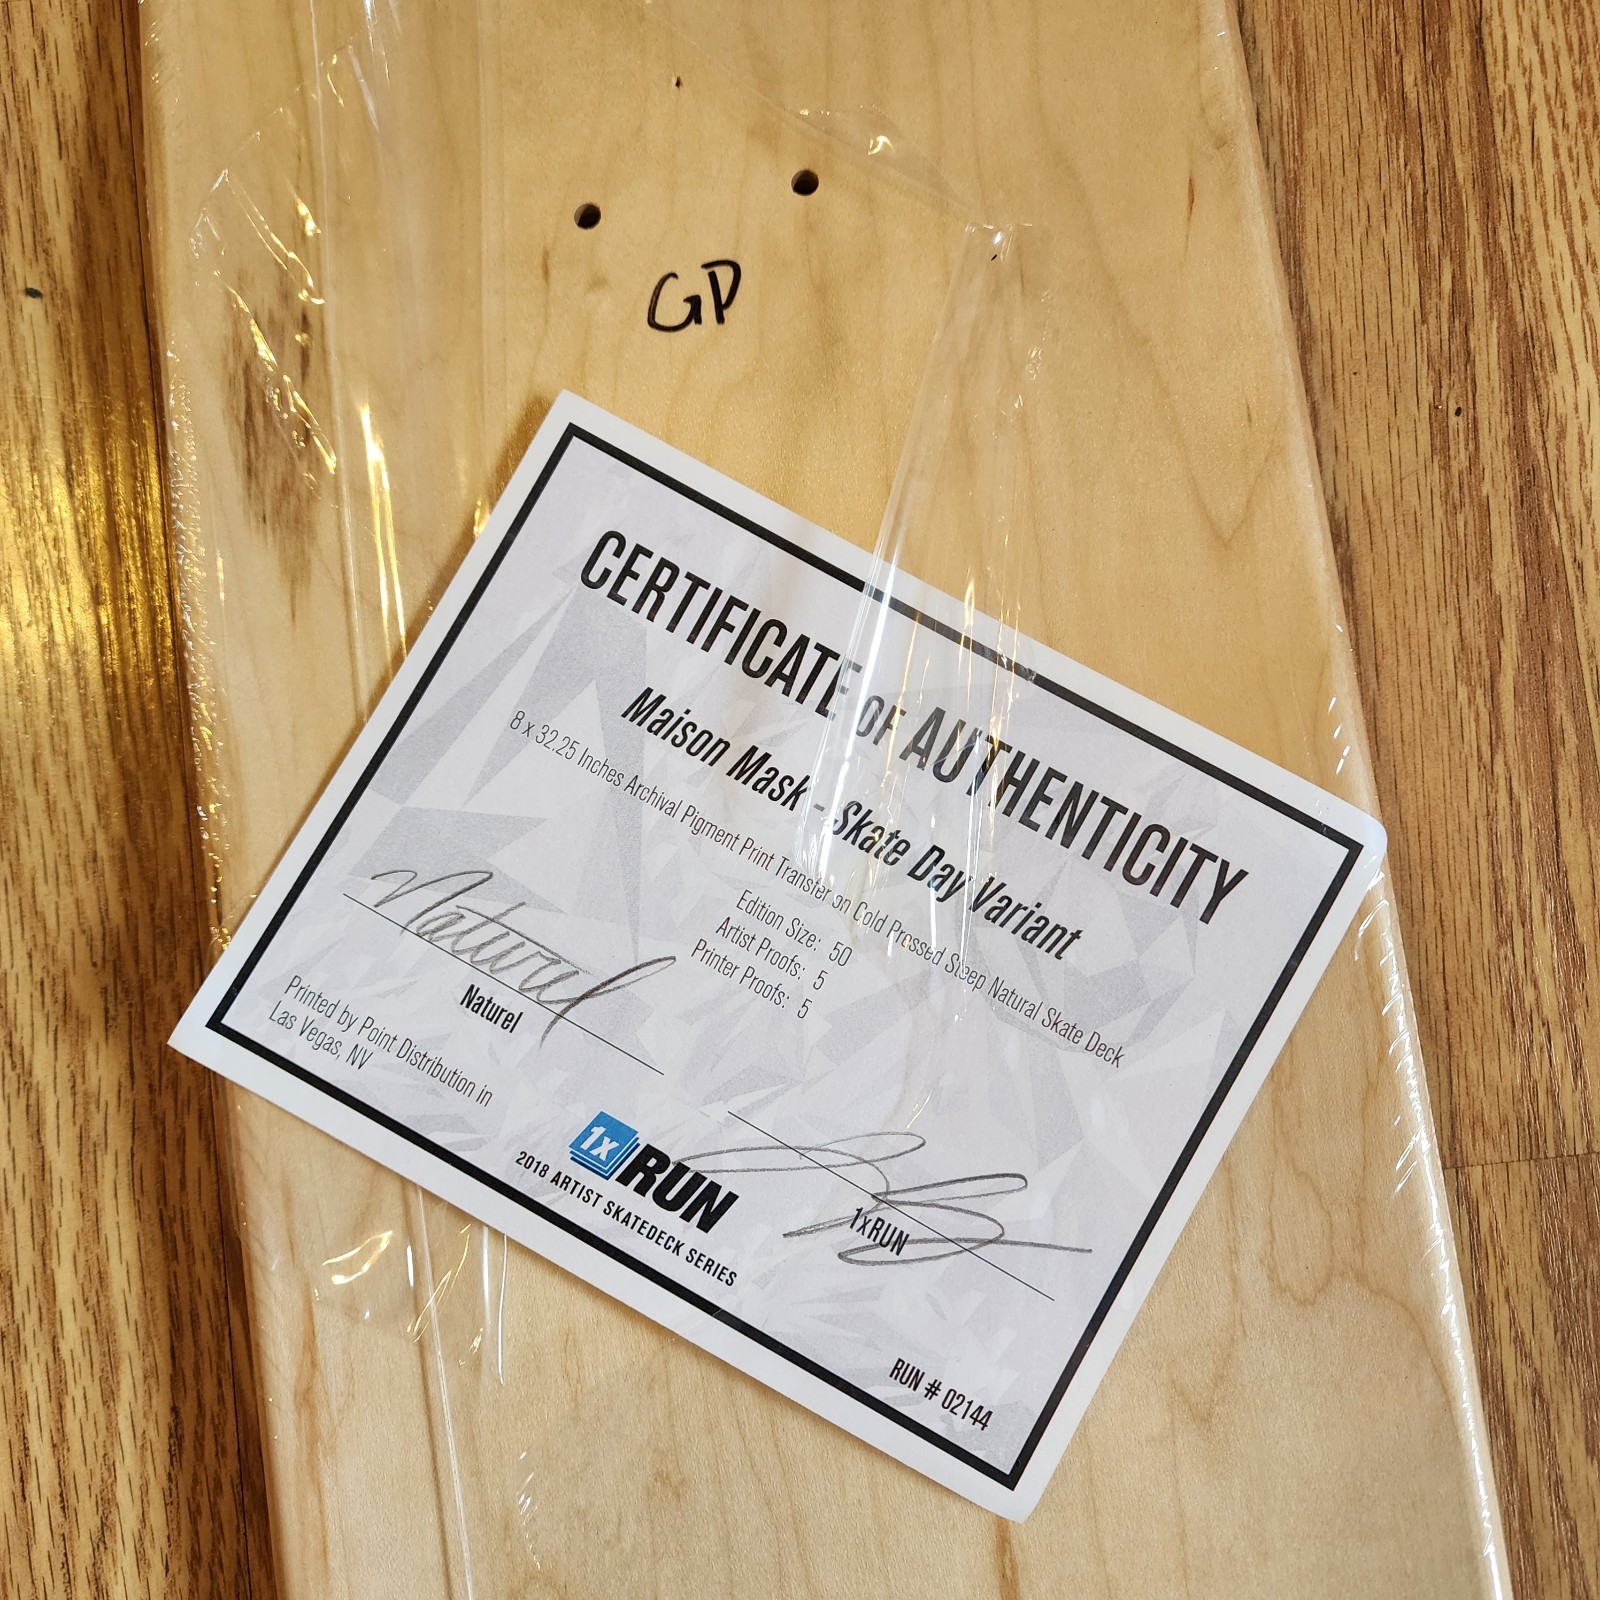 GP
CERTIFICATE OF AUTHENTICITY
Maison Mask - Skate Day Variant
8 x 32.25 Inches Archival Pigment Print Transfer on Cold Pressed Steep Natural Skate Deck
Edition Size: 50
Artist Proofs: 5
Printer Proofs: 5
Naturel
Naturel
Printed by Point Distribution in
Las Vegas, NV
1x RUN
2018 ARTIST SKATEDECK SERIES
1xRUN
RUN # 02144